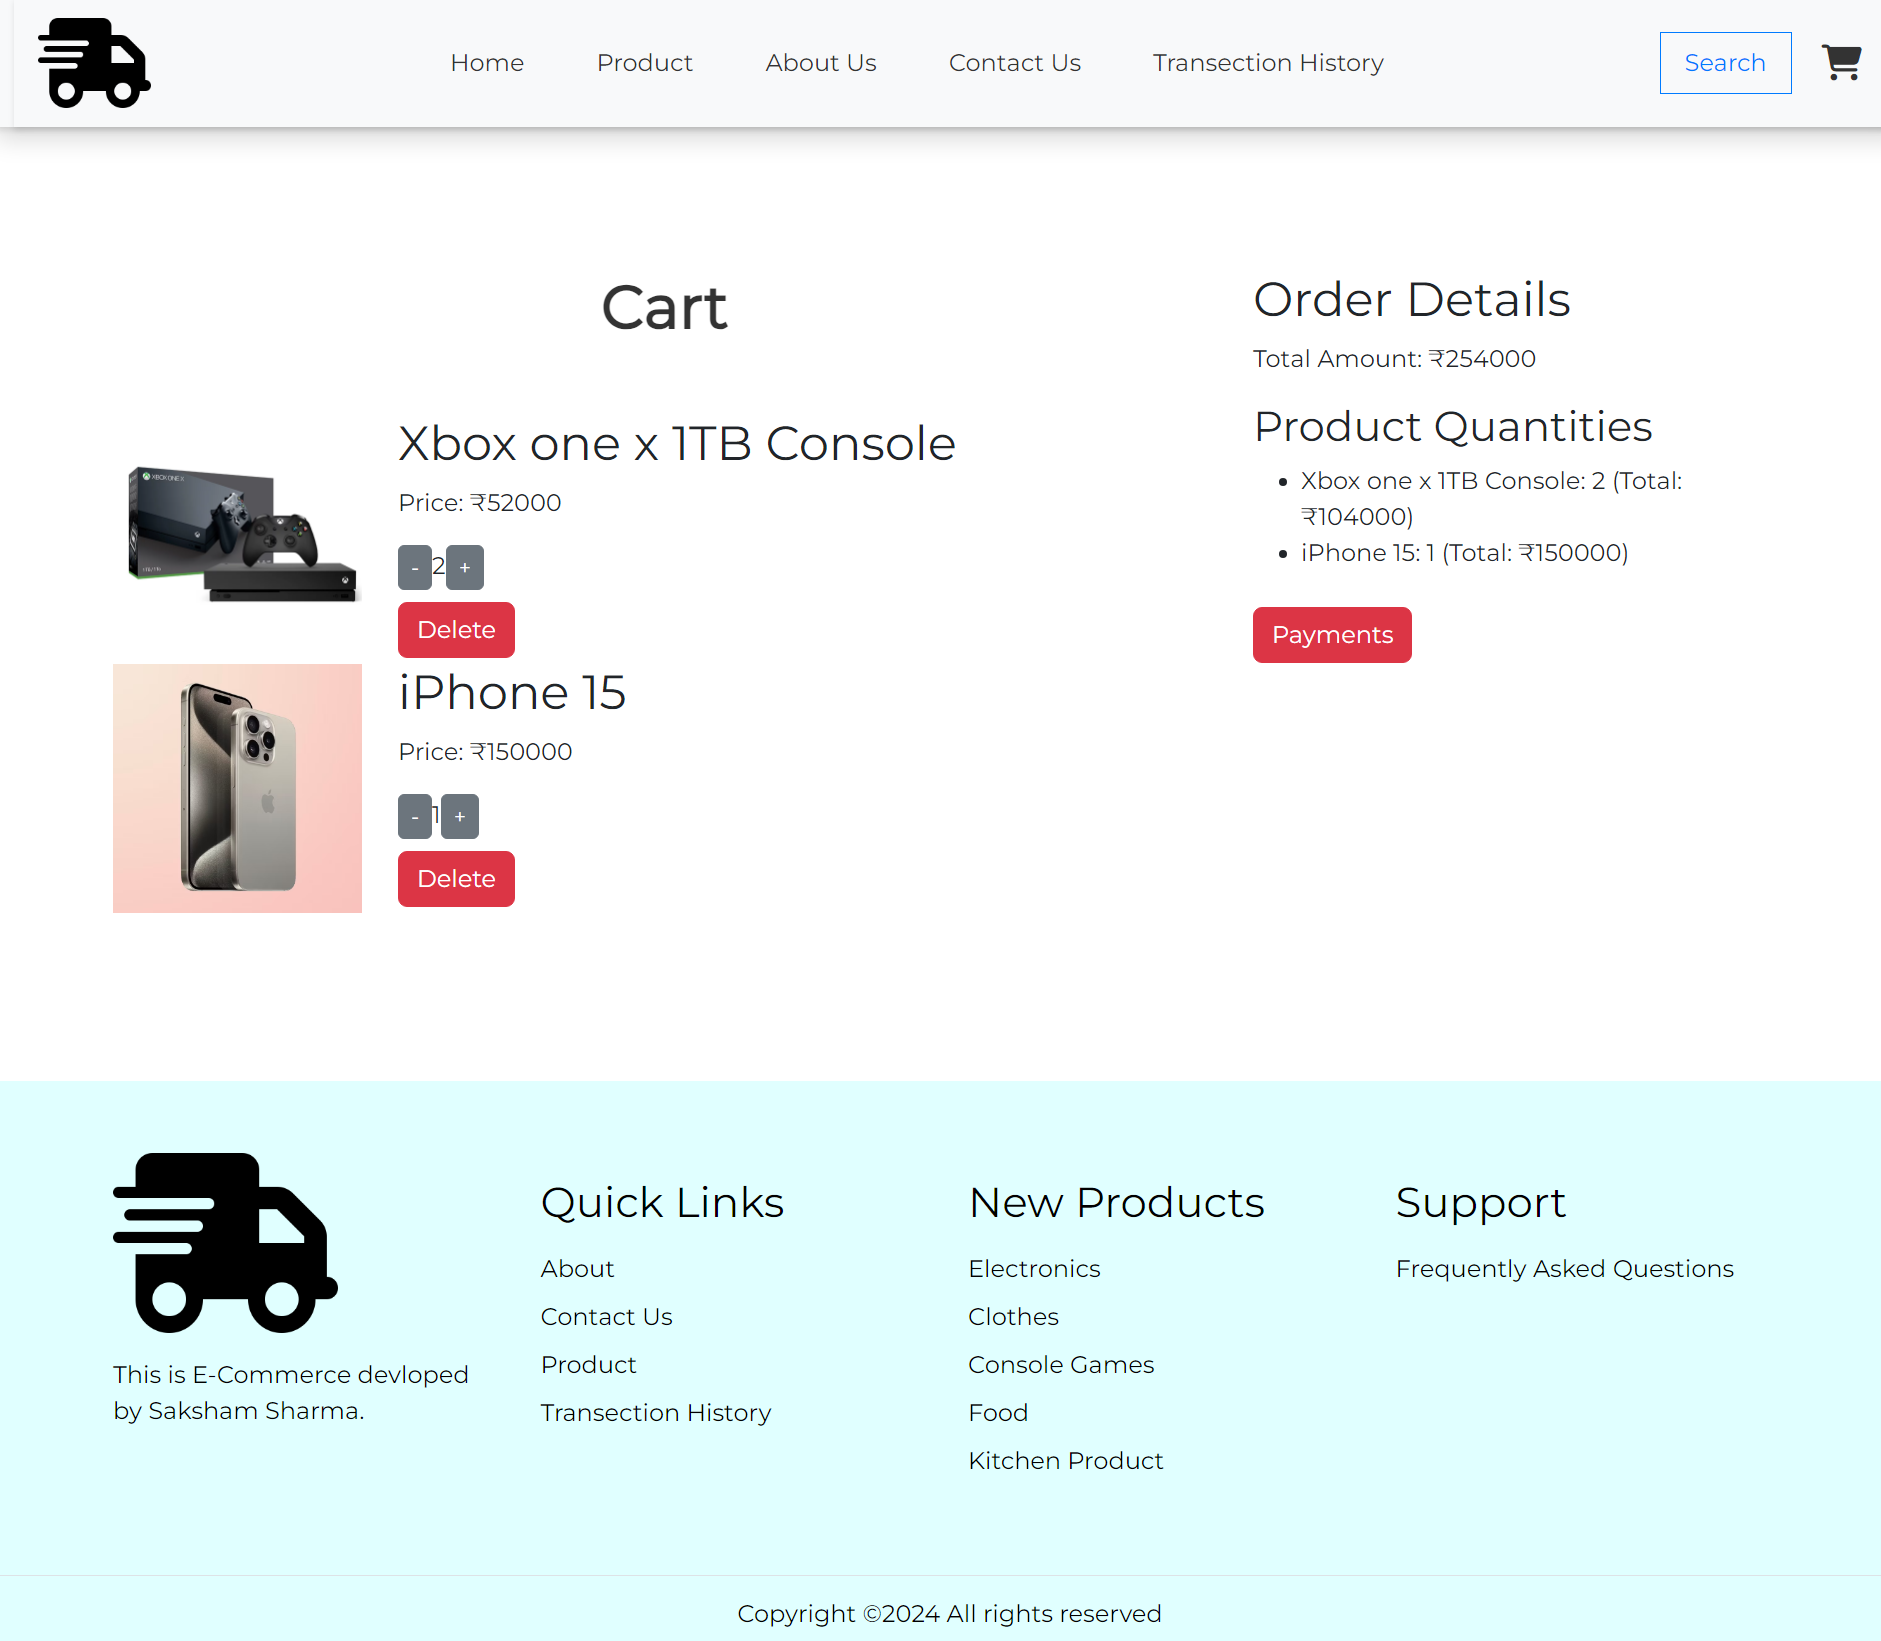 Home
Product
About Us
Contact Us
Transection History
Search
Cart
Xbox one x 1TB Console
Price: ₹52000
- 2 +
Delete
iPhone 15
Price: ₹150000
- 1 +
Delete
Order Details
Total Amount: ₹254000
Product Quantities
Xbox one x 1TB Console: 2 (Total:
₹104000)
iPhone 15: 1 (Total: ₹150000)
Payments
XBOX ONE X
This is E-Commerce devloped
by Saksham Sharma.
Quick Links
About
Contact Us
Product
Transection History
New Products
Electronics
Clothes
Console Games
Food
Kitchen Product
Support
Frequently Asked Questions
Copyright ©2024 All rights reserved